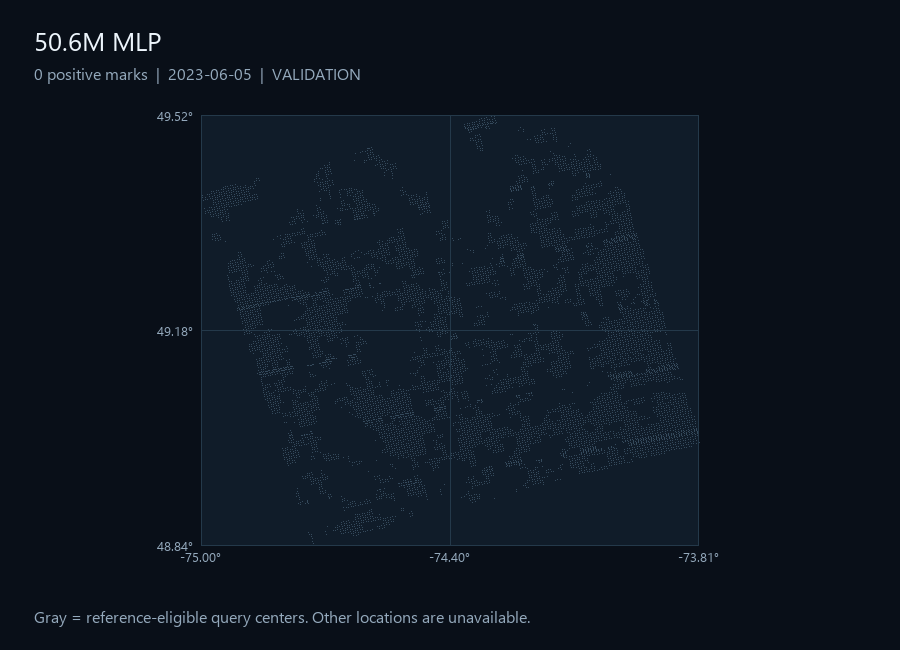 50.6M MLP
0 positive marks | 2023-06-05 | VALIDATION
49.52°
49.18°
48.84°
-75.00°
-74.40°
-73.81°
Gray = reference-eligible query centers. Other locations are unavailable.